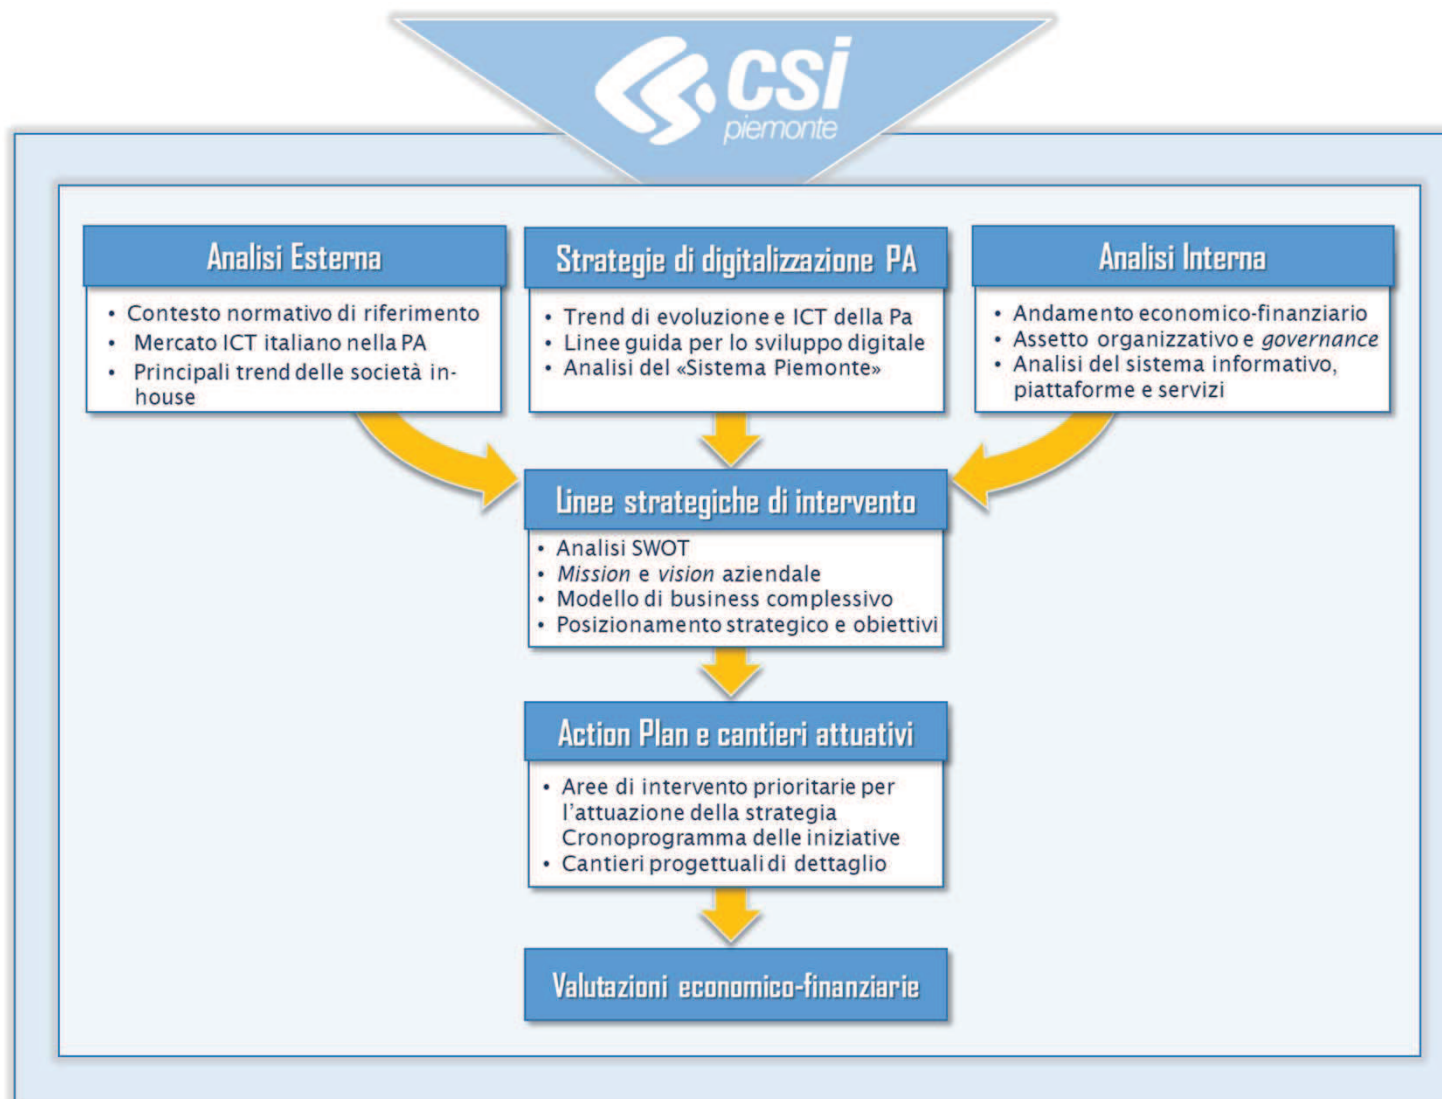 csi
piemonte
Analisi Esterna
• Contesto normativo di riferimento
• Mercato ICT italiano nella PA
• Principali trend delle società in-
house
Strategie di digitalizzazione PA
• Trend di evoluzione e ICT della Pa
• Linee guida per lo sviluppo digitale
• Analisi del «Sistema Piemonte»
Analisi Interna
• Andamento economico-finanziario
• Assetto organizzativo e governance
• Analisi del sistema informativo,
piattaforme e servizi
Linee strategiche di intervento
• Analisi SWOT
• Mission e vision aziendale
• Modello di business complessivo
• Posizionamento strategico e obiettivi
Action Plan e cantieri attuativi
• Aree di intervento prioritarie per
l'attuazione della strategia
Cronoprogramma delle iniziative
• Cantieri progettuali di dettaglio
Valutazioni economico-finanziarie